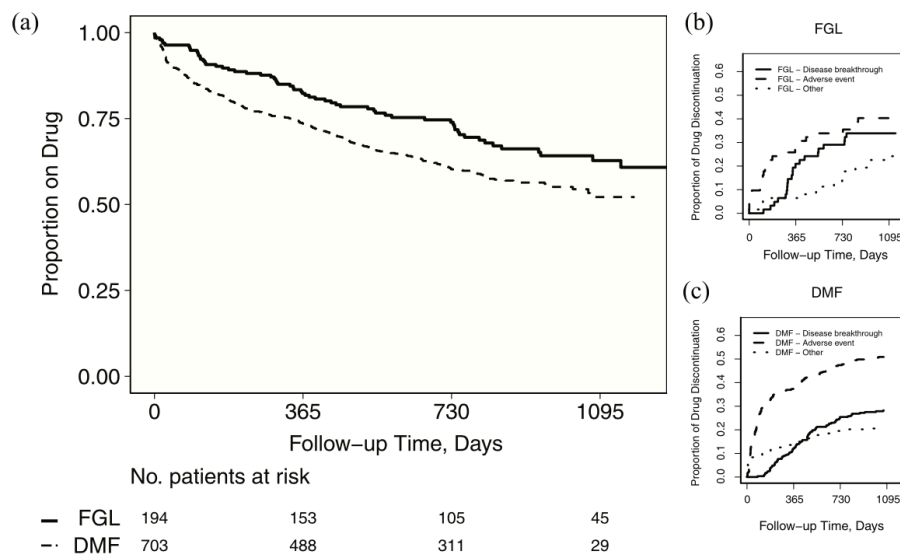 (a)
1.00
0.75
0.50
0.25
0.00
Proportion on Drug
0 365 730 1095
Follow-up Time, Days
No. patients at risk
FGL 194 153 105 45
DMF 703 488 311 29
(b)
FGL
FGL - Disease breakthrough
FGL - Adverse event
FGL - Other
0.6
0.5
0.4
0.3
0.2
0.1
0.0
Proportion of Drug Discontinuation
0 365 730 1095
Follow-up Time, Days
(c)
DMF
DMF - Disease breakthrough
DMF - Adverse event
DMF - Other
0.6
0.5
0.4
0.3
0.2
0.1
0.0
Proportion of Drug Discontinuation
0 365 730 1095
Follow-up Time, Days